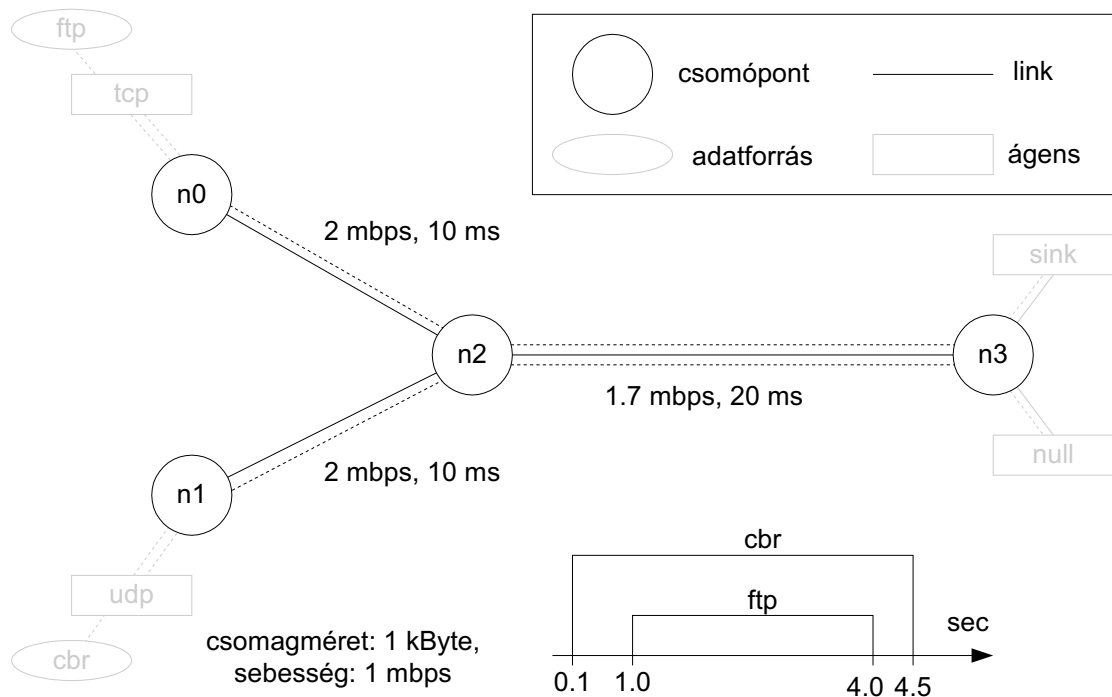 ftp
tcp
n0
csomópont
link
adatforrás
ágens
2 mbps, 10 ms
sink
n2
n3
1.7 mbps, 20 ms
null
n1
2 mbps, 10 ms
udp
cbr
csomagméret: 1 kByte,
sebesség: 1 mbps
cbr
ftp
sec
0.1 1.0 4.0 4.5